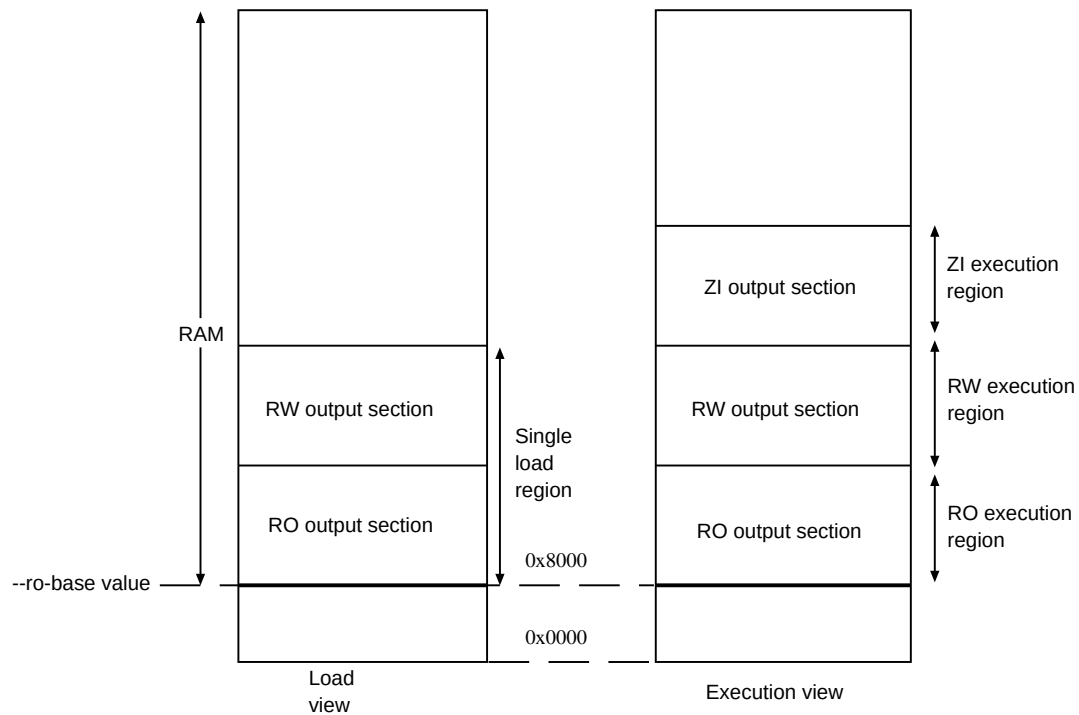 ZI execution
region
ZI output section
RAM
RW execution
region
RW output section
RW output section
Single
load
region
RO execution
region
RO output section
RO output section
0x8000
--ro-base value
0x0000
Load
view
Execution view